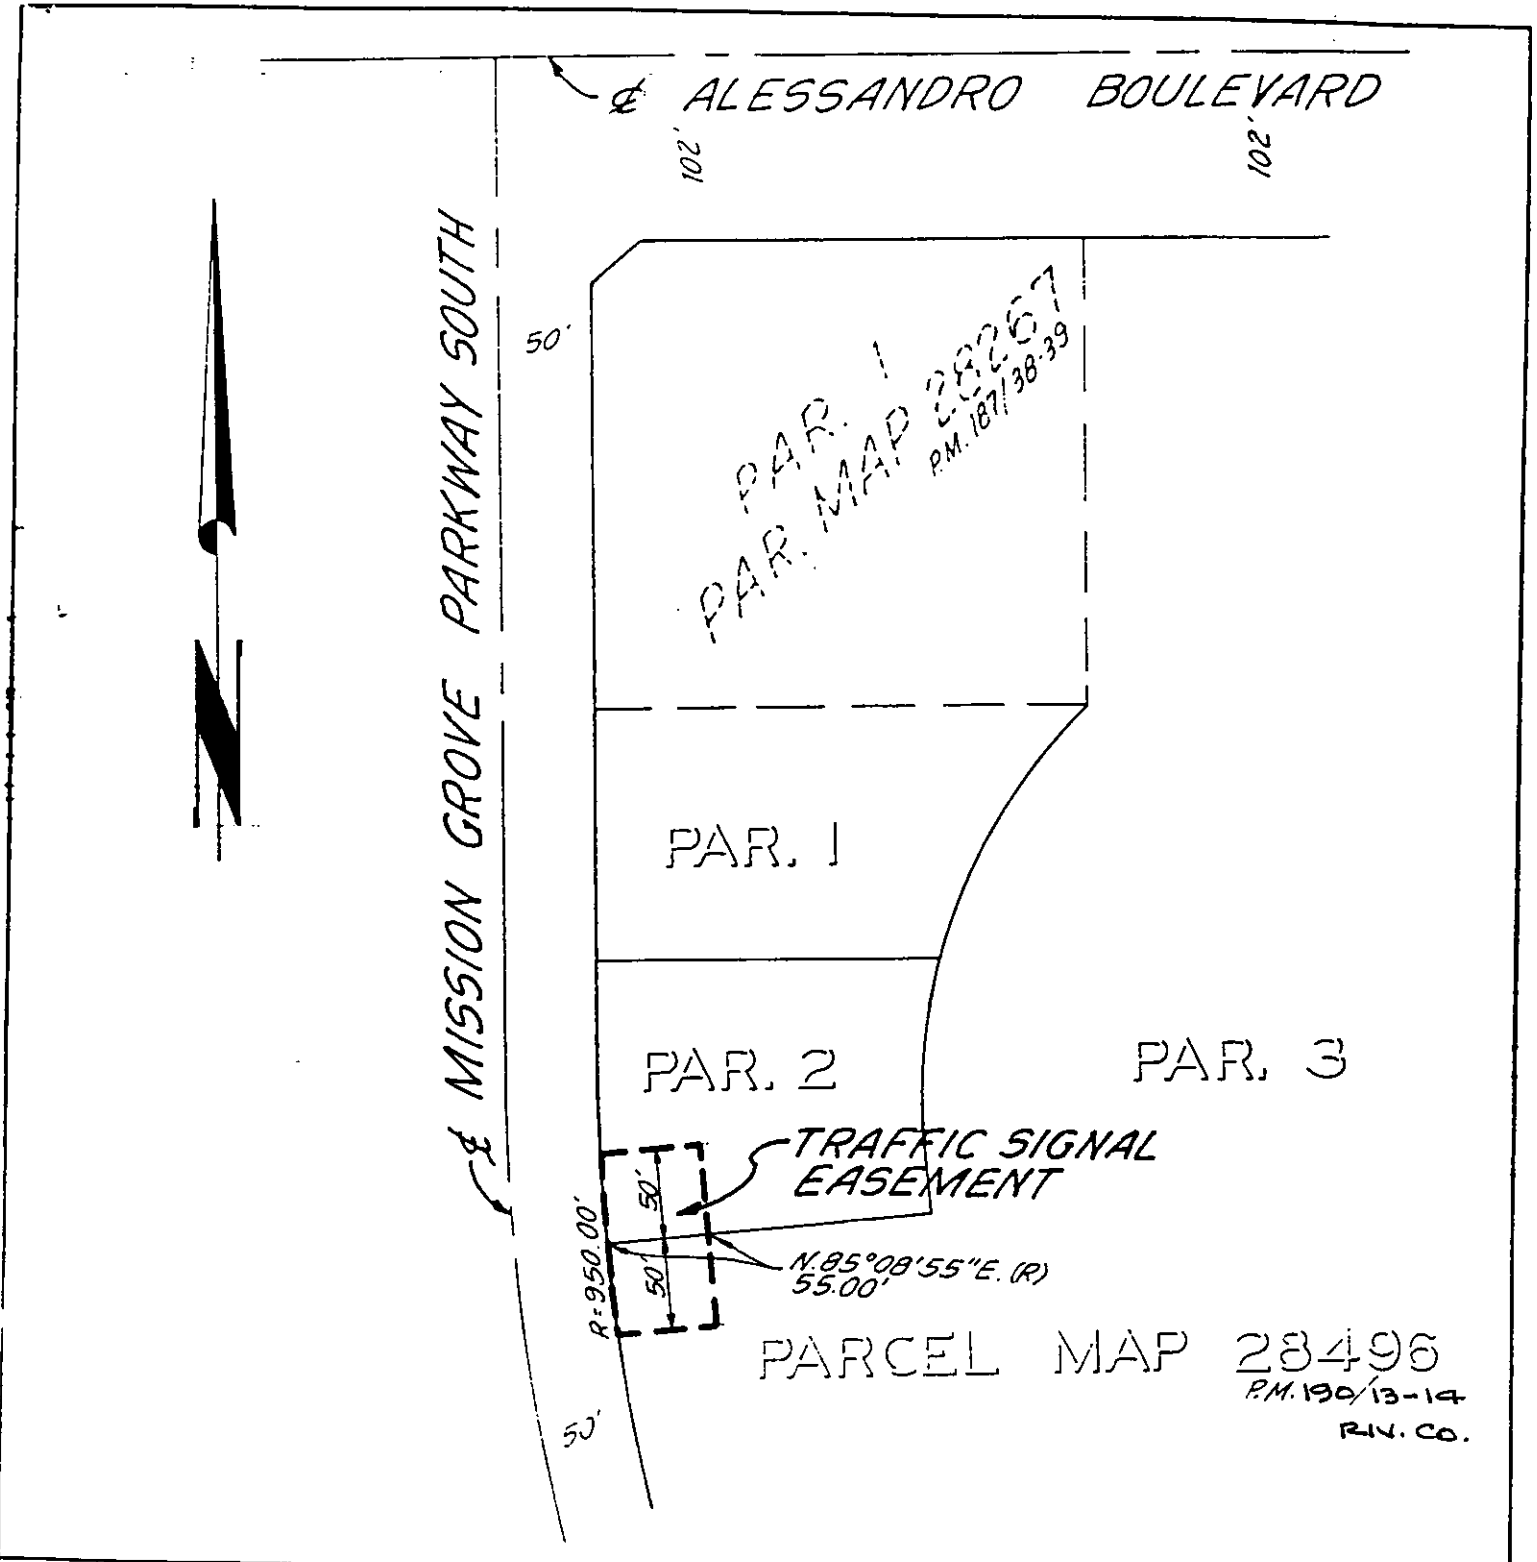 ℄ ALESSANDRO BOULEVARD
102'
102'
MISSION GROVE PARKWAY SOUTH
℄
50'
PAR. 1
PAR. MAP 28267
P.M. 187/38-39
N
PAR. 1
PAR. 2
PAR. 3
TRAFFIC SIGNAL
EASEMENT
50'
50'
R=950.00'
N.85°08'55"E. (R)
55.00'
PARCEL MAP 28496
P.M. 190/13-14
RIV. CO.
50'